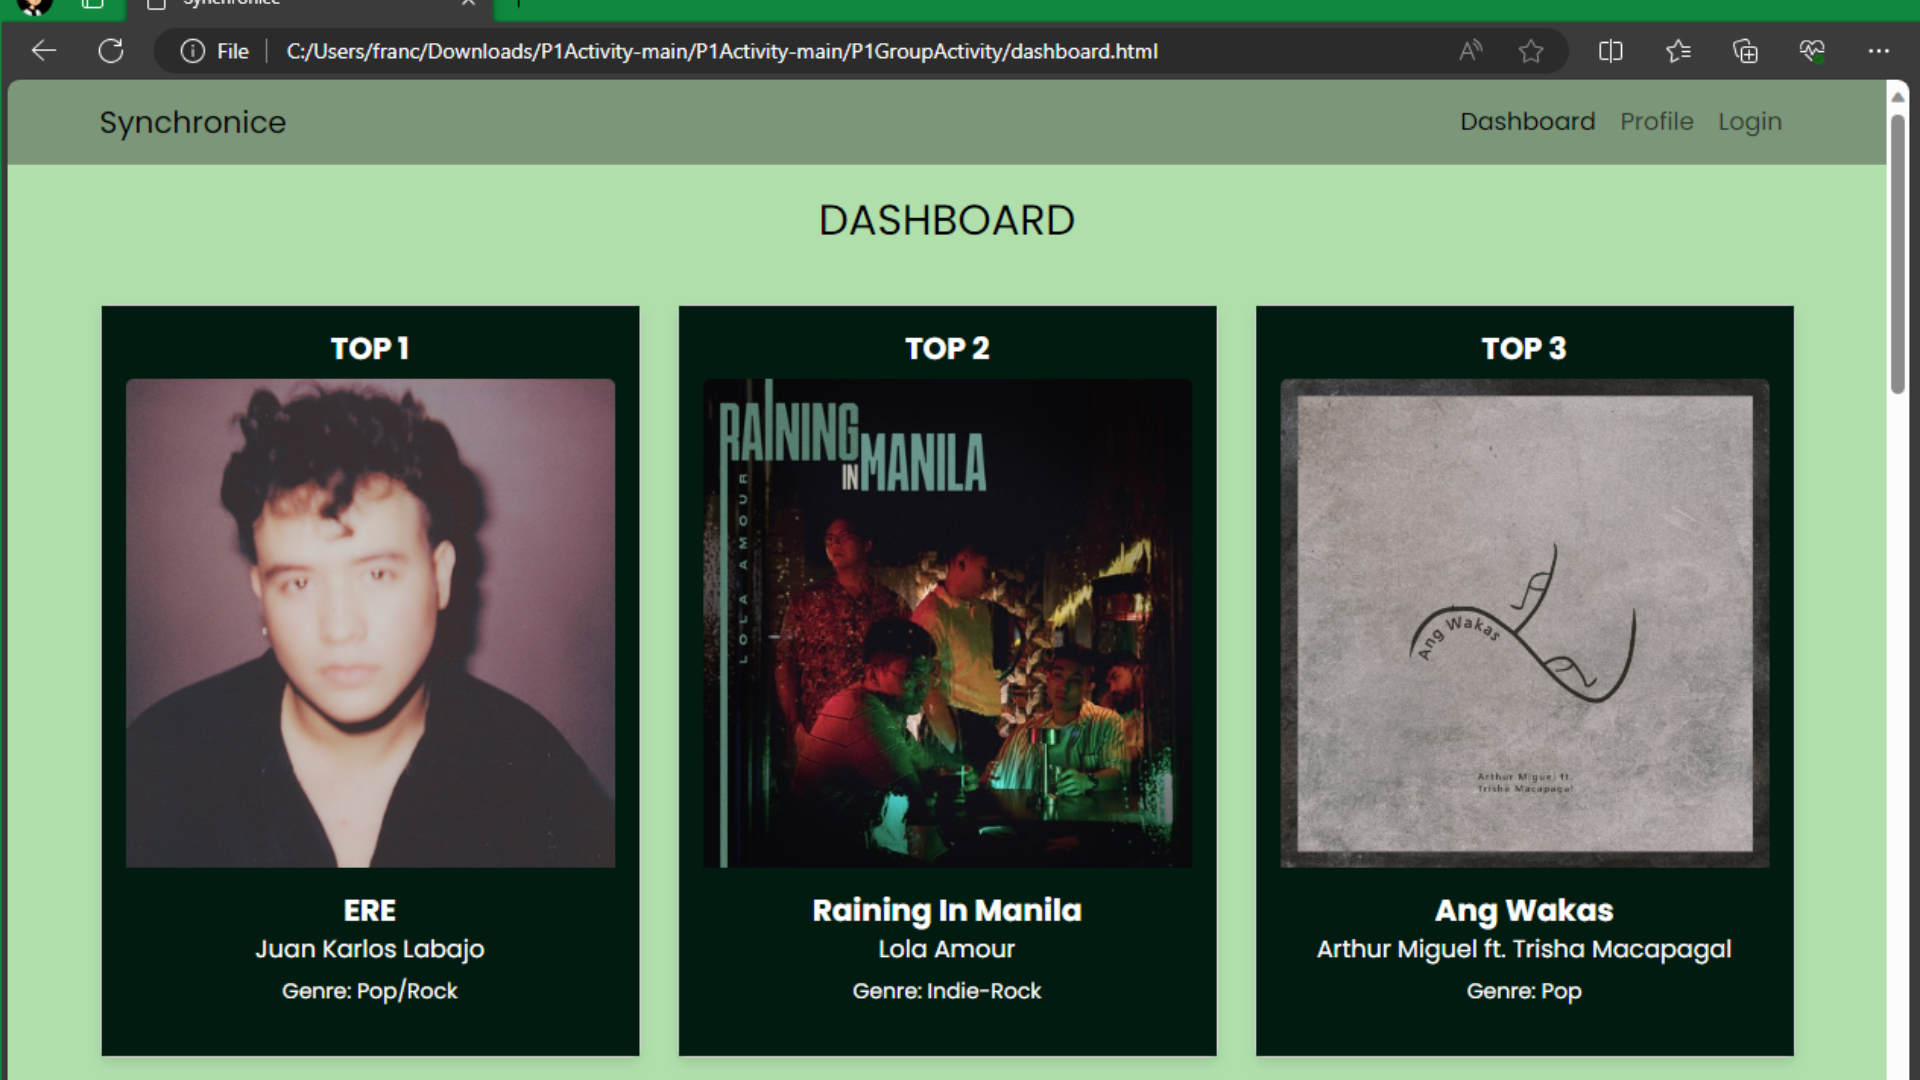 Synchronice
File
C:/Users/franc/Downloads/P1Activity-main/P1Activity-main/P1GroupActivity/dashboard.html
Synchronice
Dashboard Profile Login
DASHBOARD
TOP 1
TOP 2
TOP 3
RAINING
IN MANILA
LOLA AMOUR
Ang Wakas
Arthur Miguel ft.
Trisha Macapagal
ERE
Juan Karlos Labajo
Genre: Pop/Rock
Raining In Manila
Lola Amour
Genre: Indie-Rock
Ang Wakas
Arthur Miguel ft. Trisha Macapagal
Genre: Pop